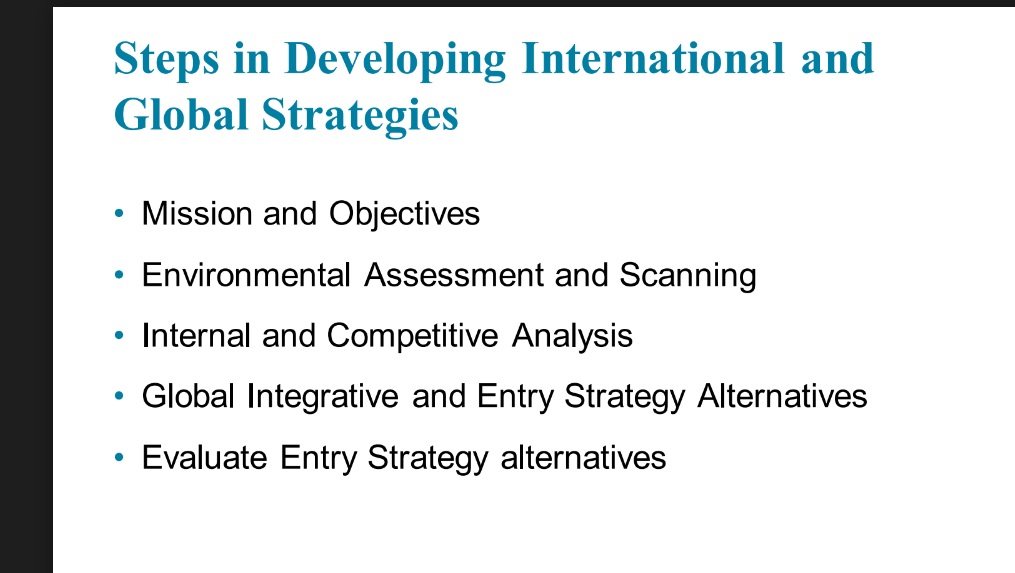 Steps in Developing International and
Global Strategies
• Mission and Objectives
• Environmental Assessment and Scanning
• Internal and Competitive Analysis
• Global Integrative and Entry Strategy Alternatives
• Evaluate Entry Strategy alternatives